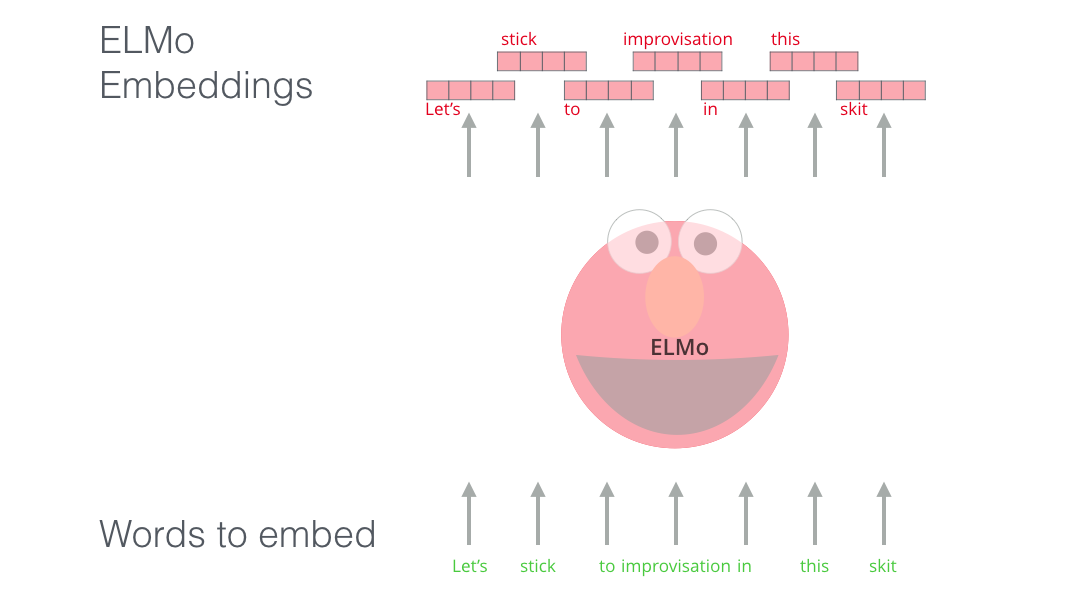 ELMo
Embeddings
stick improvisation this
Let’s to in skit
ELMo
Words to embed
Let’s stick to improvisation in this skit